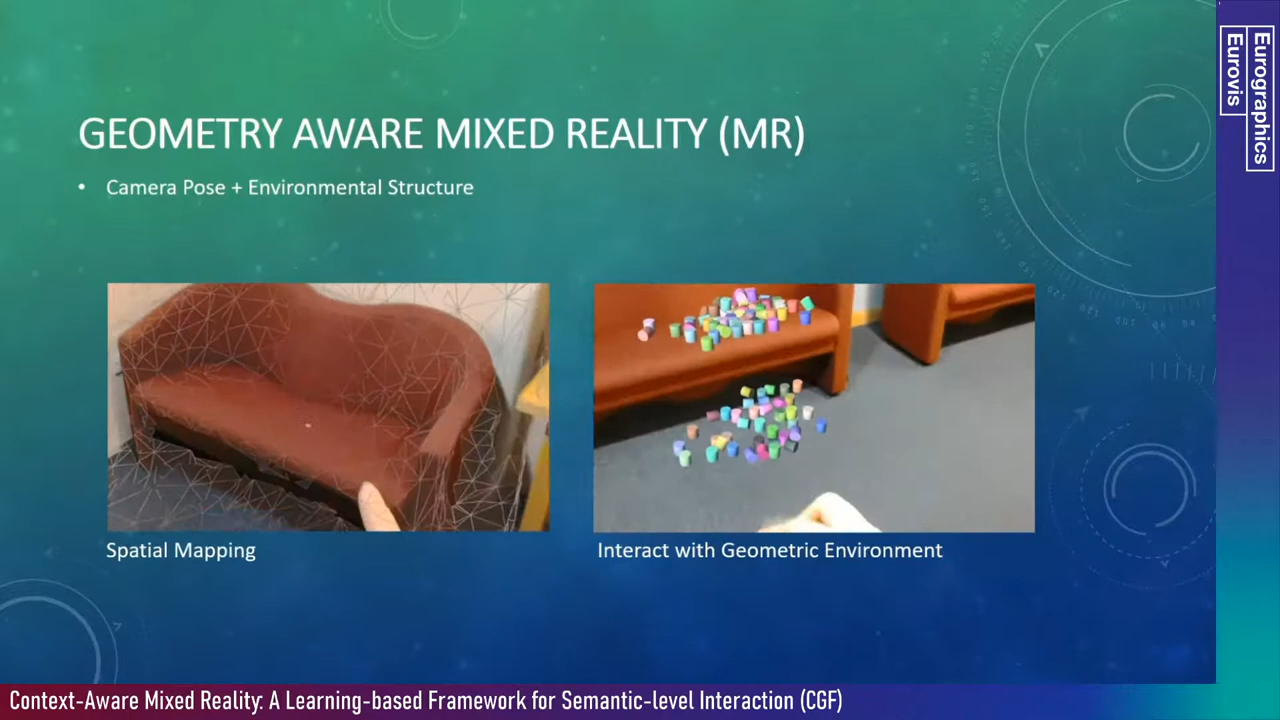 GEOMETRY AWARE MIXED REALITY (MR)
• Camera Pose + Environmental Structure
Spatial Mapping
Interact with Geometric Environment
Eurographics
Eurovis
Context-Aware Mixed Reality: A Learning-based Framework for Semantic-level Interaction (CGF)